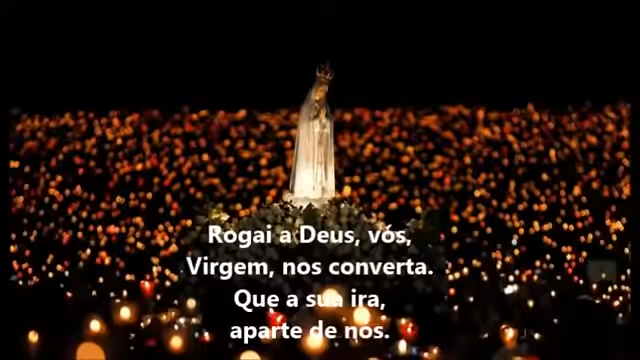 Rogai a Deus, vós,
Virgem, nos converta.
Que a sua ira,
aparte de nos.